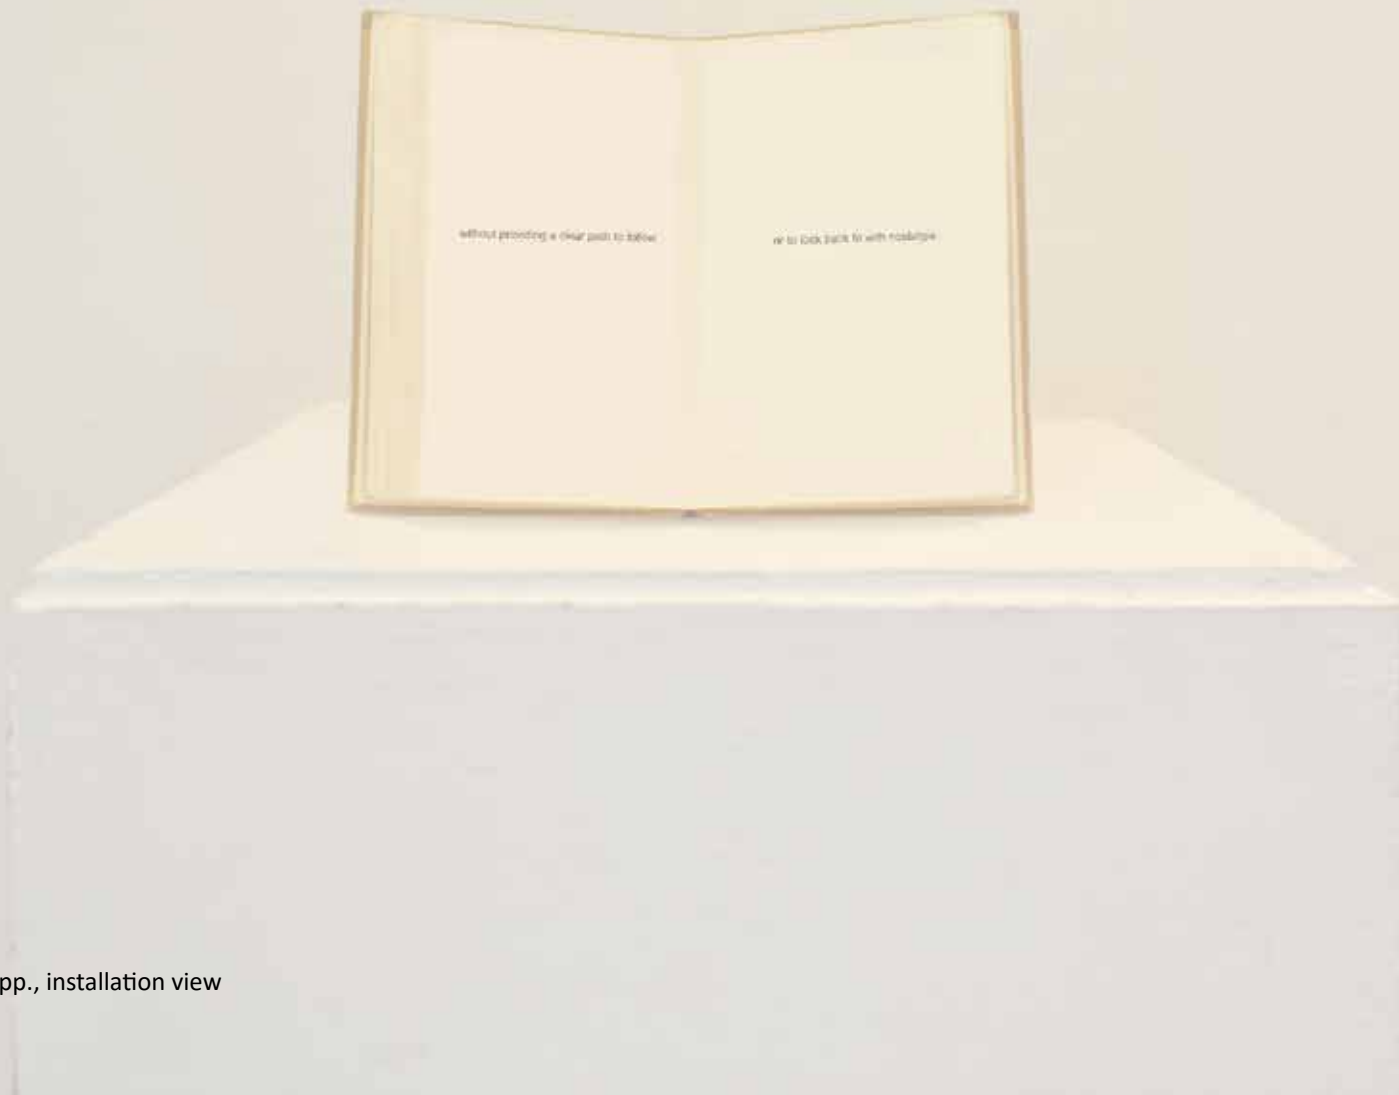 without providing a clear path to follow
or to look back to with nostalgia
pp., installation view